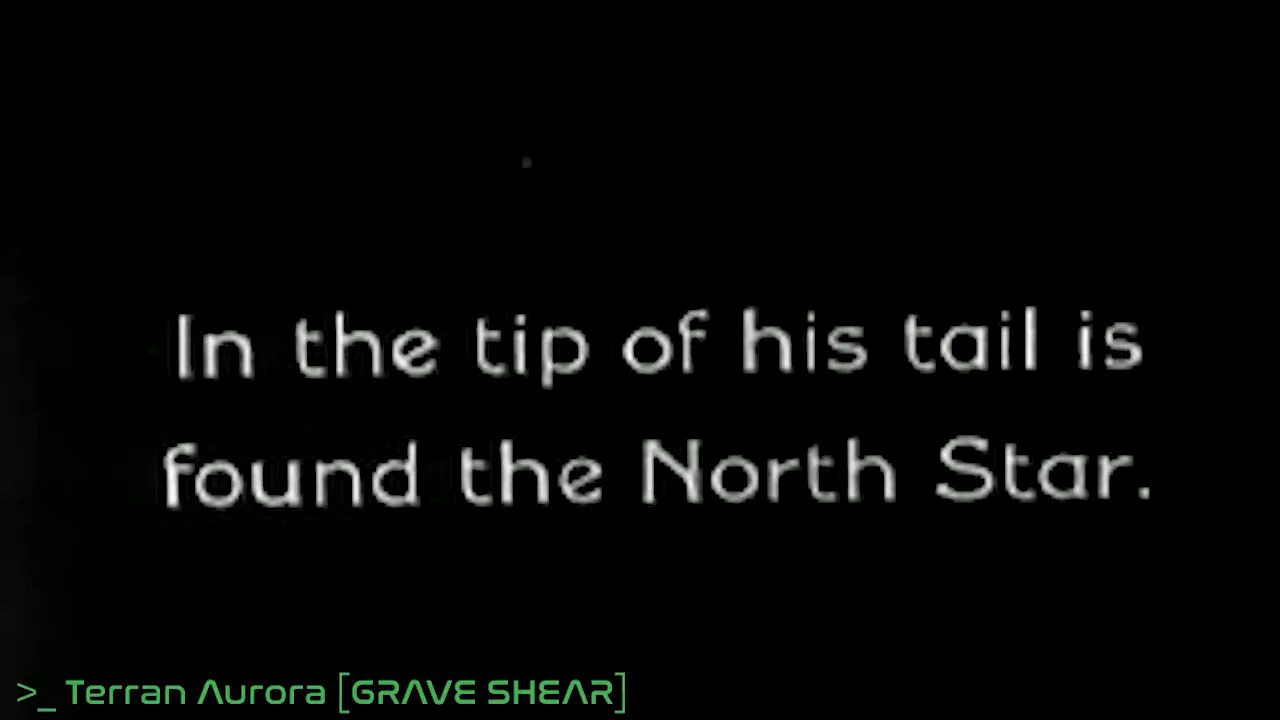 In the tip of his tail is
found the North Star.
>_ Terran Aurora [GRAVE SHEAR]